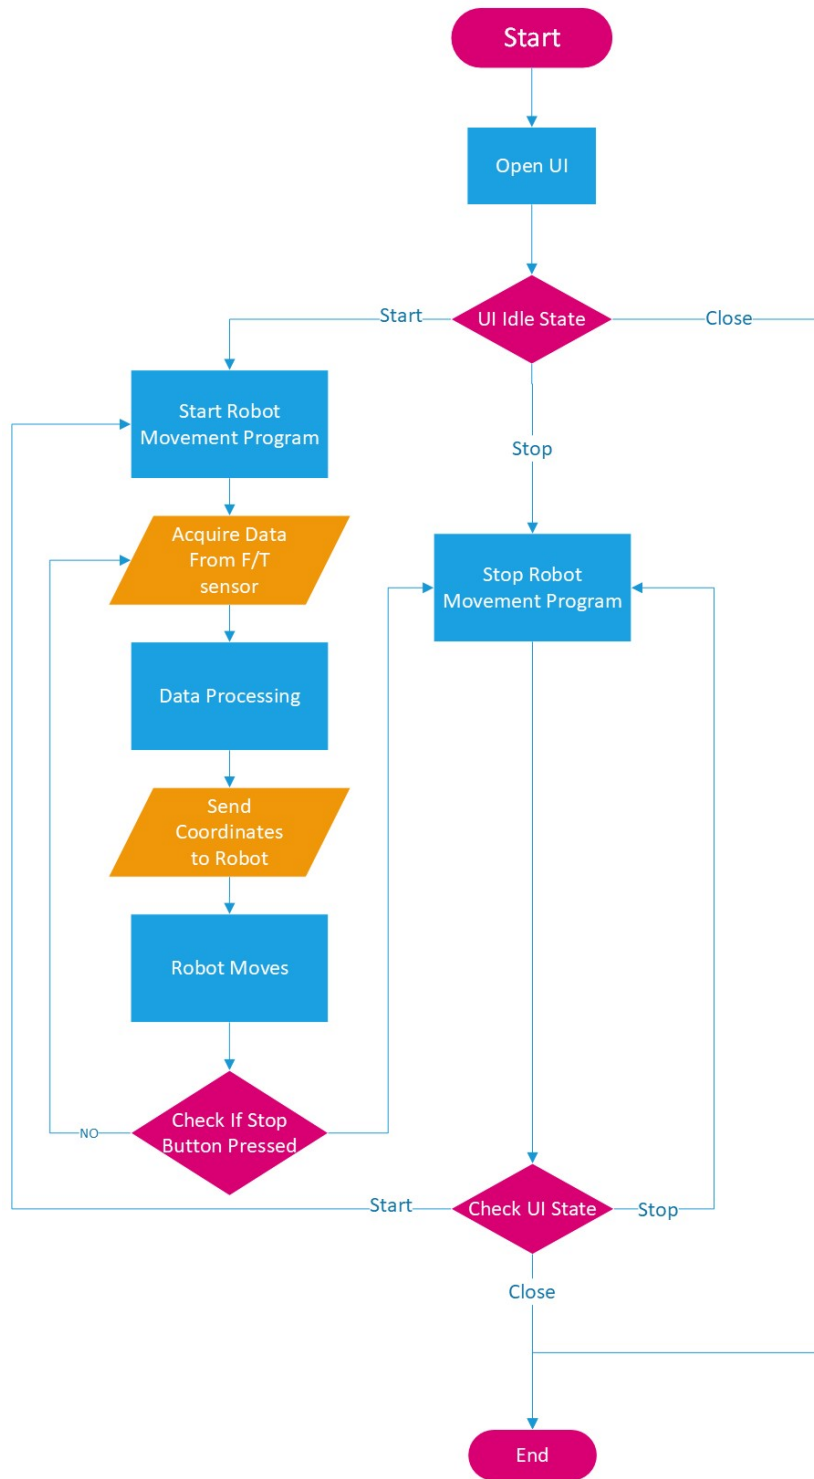 Start
Open UI
Start
UI Idle State
Close
Start Robot
Movement Program
Stop
Acquire Data
From F/T
sensor
Stop Robot
Movement Program
Data Processing
Send
Coordinates
to Robot
Robot Moves
NO
Check If Stop
Button Pressed
Start
Check UI State
Stop
Close
End